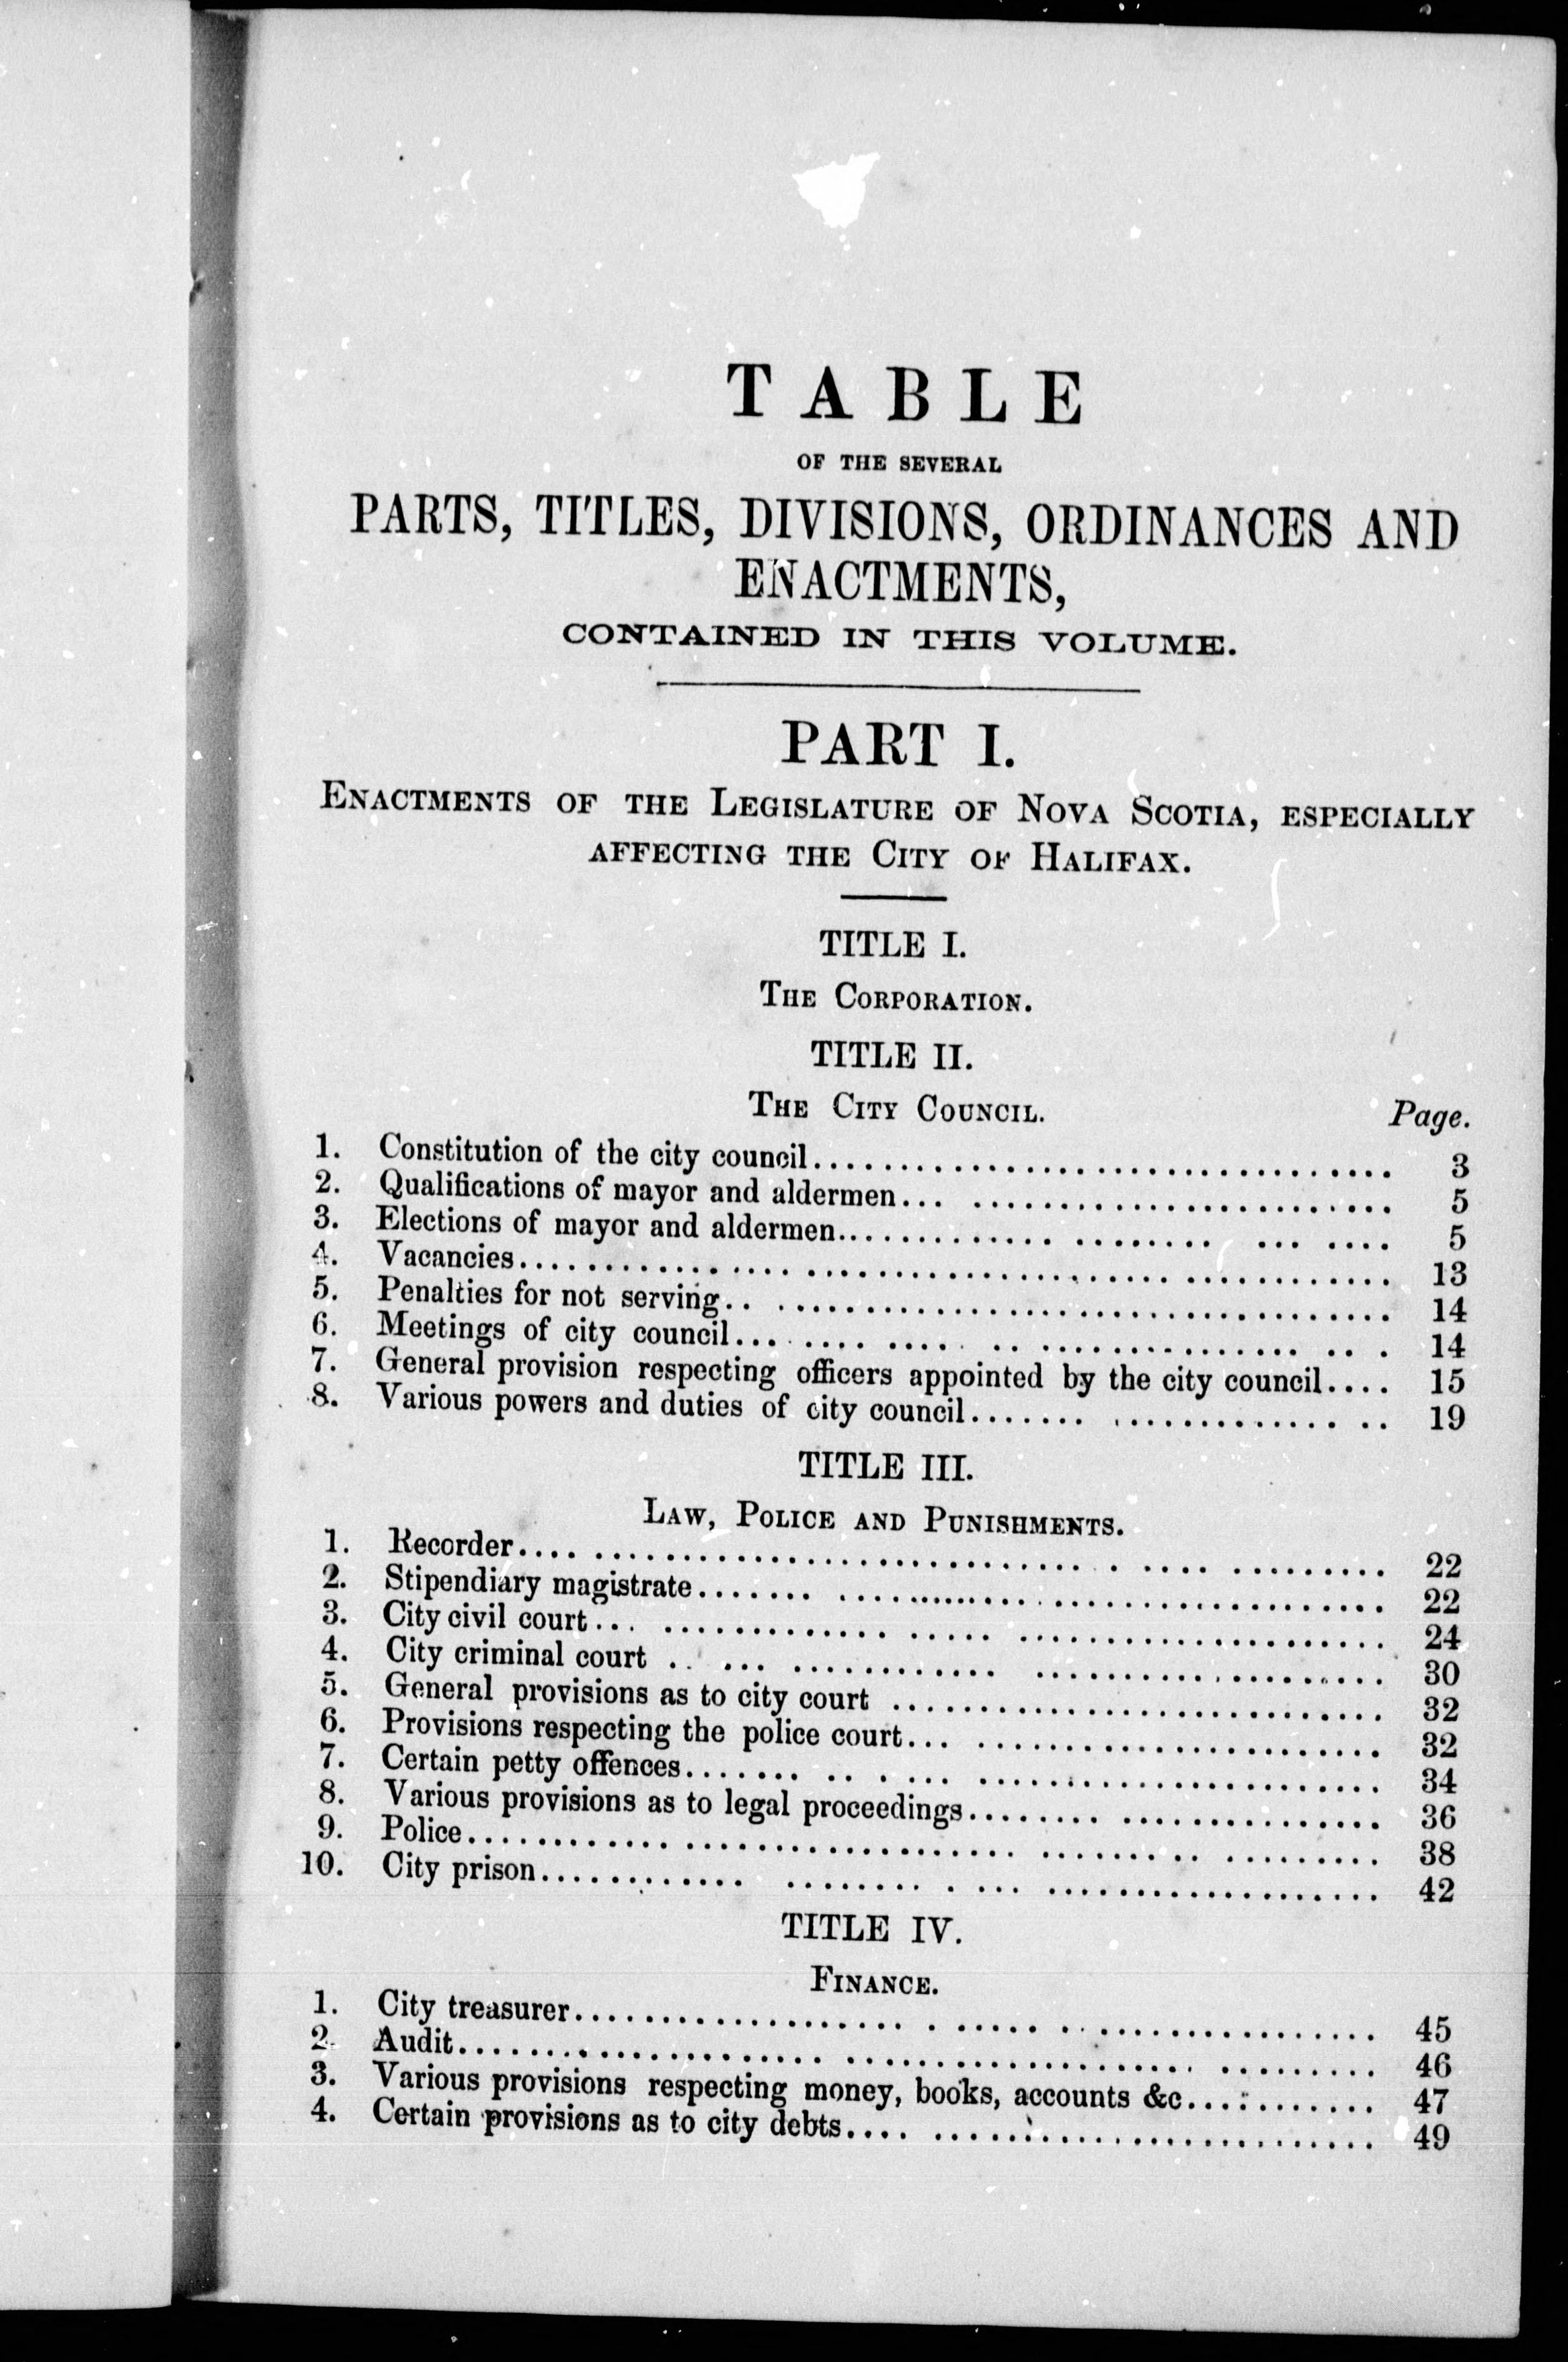 TABLE
OF THE SEVERAL
PARTS, TITLES, DIVISIONS, ORDINANCES AND
ENACTMENTS,
CONTAINED IN THIS VOLUME.
PART I.
ENACTMENTS OF THE LEGISLATURE OF NOVA SCOTIA, ESPECIALLY
AFFECTING THE CITY OF HALIFAX.
TITLE I.
THE CORPORATION.
TITLE II.
THE CITY COUNCIL. Page.
1. Constitution of the city council........ 3
2. Qualifications of mayor and aldermen........ 5
3. Elections of mayor and aldermen........ 5
4. Vacancies........ 13
5. Penalties for not serving........ 14
6. Meetings of city council........ 14
7. General provision respecting officers appointed by the city council.... 15
8. Various powers and duties of city council........ 19
TITLE III.
LAW, POLICE AND PUNISHMENTS.
1. Recorder........ 22
2. Stipendiary magistrate........ 22
3. City civil court........ 24
4. City criminal court ........ 30
5. General provisions as to city court ........ 32
6. Provisions respecting the police court........ 32
7. Certain petty offences........ 34
8. Various provisions as to legal proceedings........ 36
9. Police........ 38
10. City prison........ 42
TITLE IV.
FINANCE.
1. City treasurer........ 45
2. Audit........ 46
3. Various provisions respecting money, books, accounts &c........ 47
4. Certain provisions as to city debts........ 49